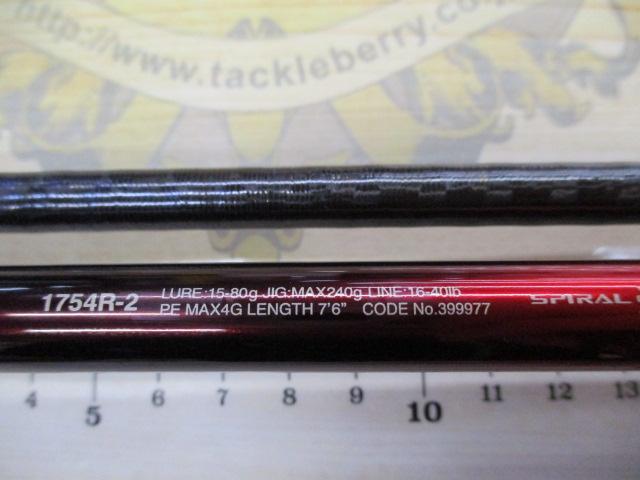 http://www.tackleberry.co
1754R-2
LURE:15-80g JIG:MAX240g LINE:16-40lb
PE MAX4G LENGTH 7'6" CODE No.399977
SPIRAL
4 5 6 7 8 9 10 11 12 13